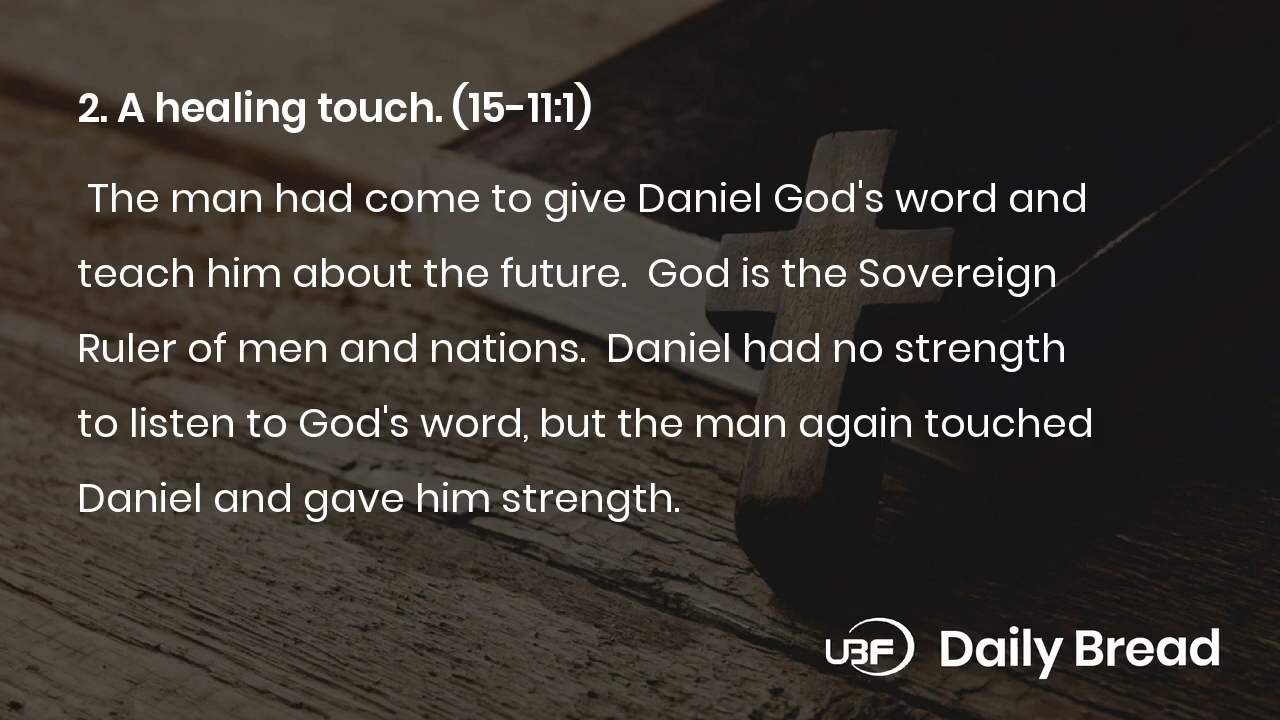 2. A healing touch. (15-11:1)
The man had come to give Daniel God's word and
teach him about the future.  God is the Sovereign
Ruler of men and nations.  Daniel had no strength
to listen to God's word, but the man again touched
Daniel and gave him strength.
UBF Daily Bread